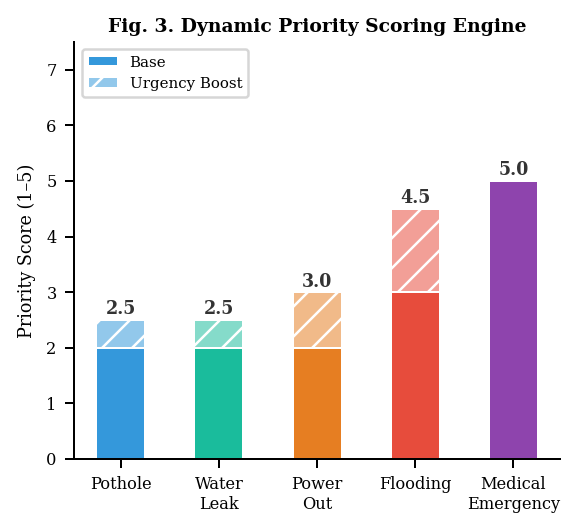 Fig. 3. Dynamic Priority Scoring Engine
Base
Urgency Boost
Priority Score (1–5)
7
6
5
4
3
2
1
0
2.5
2.5
3.0
4.5
5.0
Pothole
Water
Leak
Power
Out
Flooding
Medical
Emergency